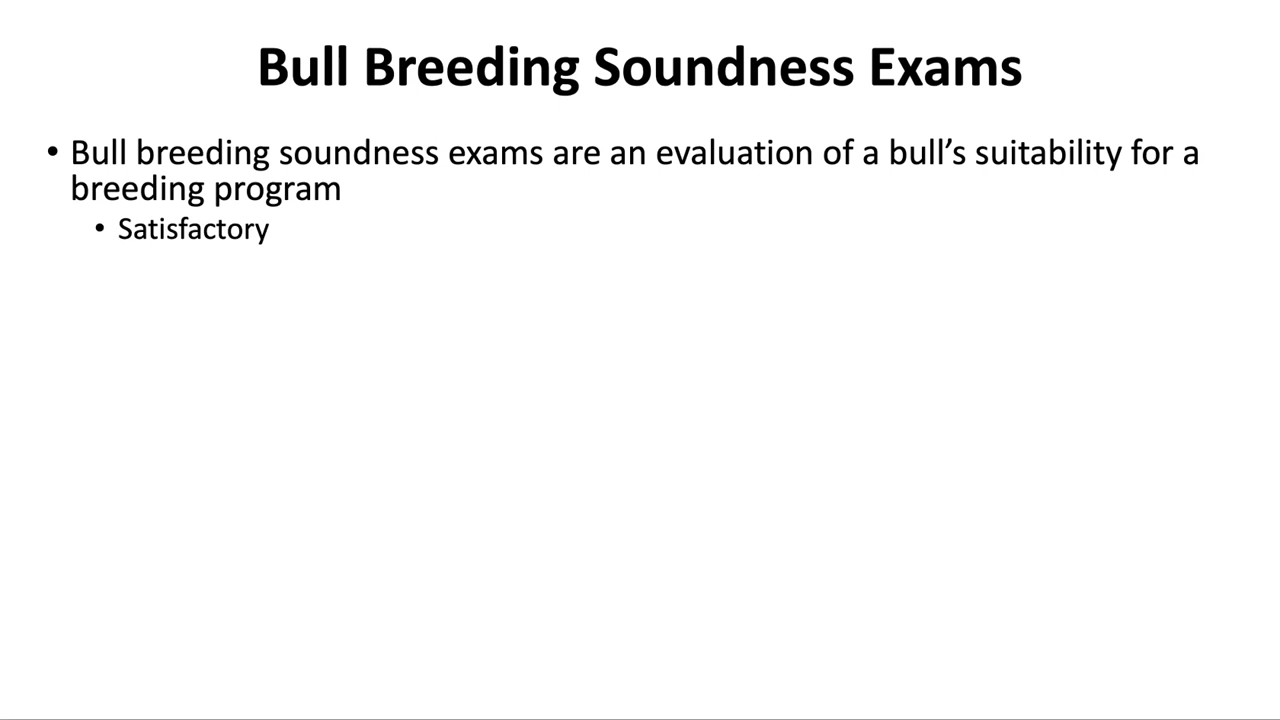 Bull Breeding Soundness Exams
• Bull breeding soundness exams are an evaluation of a bull’s suitability for a
breeding program
• Satisfactory